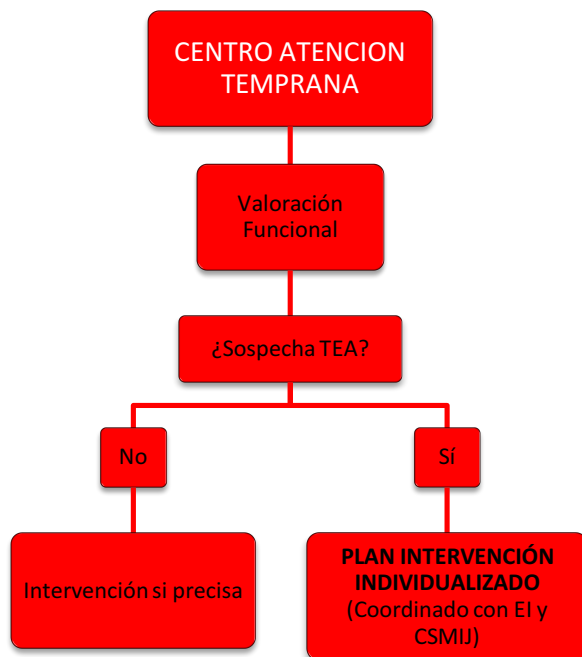 CENTRO ATENCION
TEMPRANA
Valoración
Funcional
¿Sospecha TEA?
No
Sí
Intervención si precisa
PLAN INTERVENCIÓN
INDIVIDUALIZADO
(Coordinado con EI y
CSMIJ)